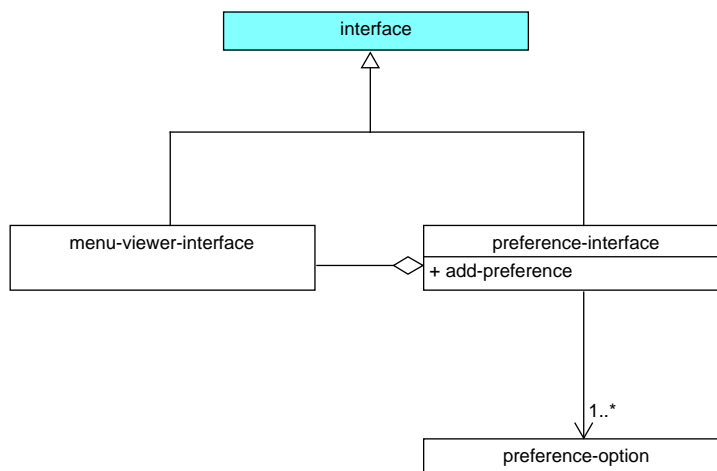 interface
menu-viewer-interface
preference-interface
+ add-preference
1..*
preference-option